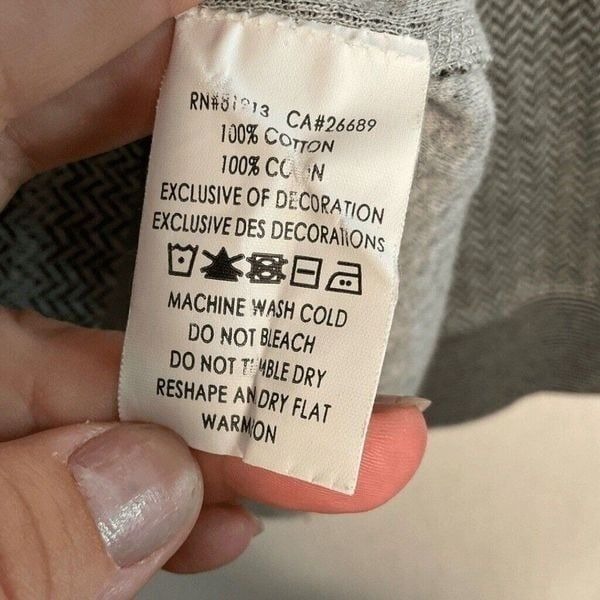 CA#26689
100% COTTON
100%
EXCLUSIVE OF DECORATION
EXCLUSIVE DES DECORATIONS
MACHINE WASH COLD
DO NOT BLEACH
DO NOT TUMBLE DRY
RESHAPE AND DRY FLAT
WARM IRON